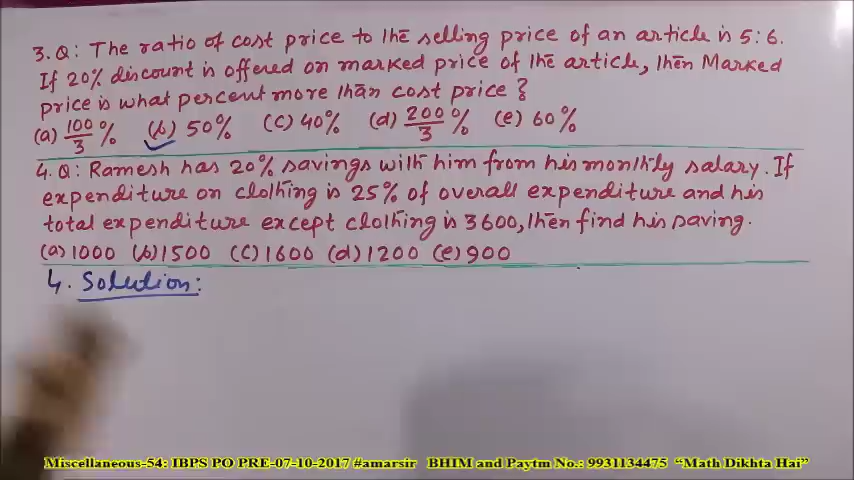 3. Q: The ratio of cost price to the selling price of an article is 5:6.
If 20% discount is offered on marked price of the article, then Marked
price is what percent more than cost price?
(a) 100/3 % (b) 50% (c) 40% (d) 200/3 % (e) 60%
4. Q: Ramesh has 20% savings with him from his monthly salary. If
expenditure on clothing is 25% of overall expenditure and his
total expenditure except clothing is 3600, then find his saving.
(a) 1000 (b) 1500 (c) 1600 (d) 1200 (e) 900
4. Solution:
Miscellaneous-54: IBPS PO PRE-07-10-2017 #amarsir BHIM and Paytm No.: 9931134475 "Math Dikhta Hai"